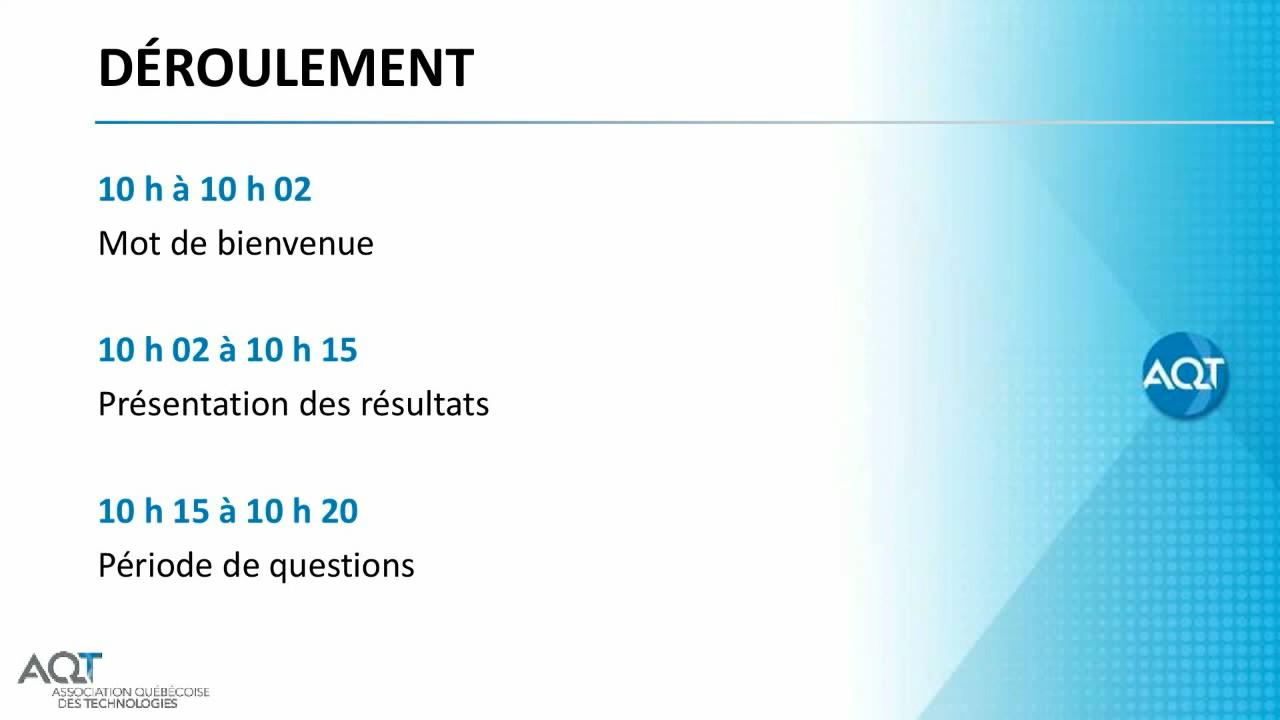 DÉROULEMENT
10 h à 10 h 02
Mot de bienvenue
10 h 02 à 10 h 15
Présentation des résultats
AQT
10 h 15 à 10 h 20
Période de questions
AQT
ASSOCIATION QUÉBÉCOISE
DES TECHNOLOGIES